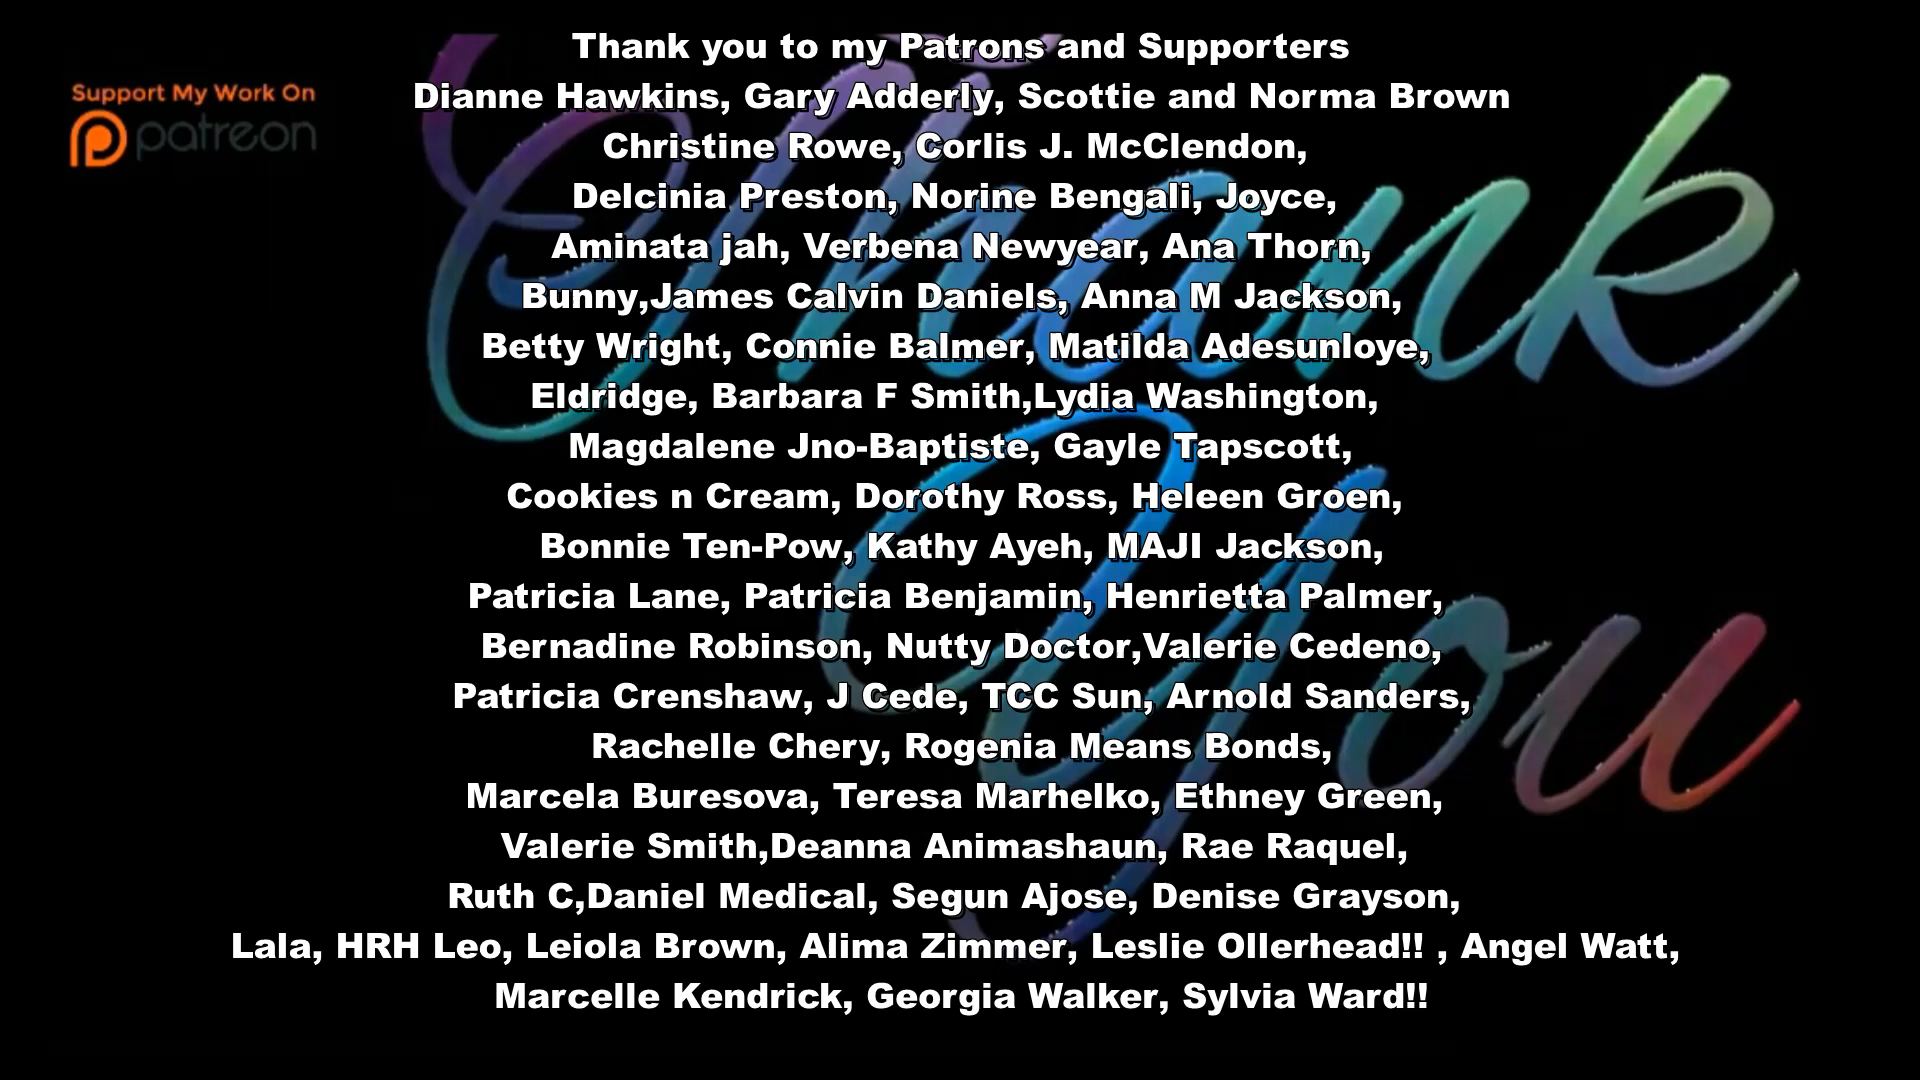 Thank you to my Patrons and Supporters
Support My Work On
patreon
Dianne Hawkins, Gary Adderly, Scottie and Norma Brown
Christine Rowe, Corlis J. McClendon,
Delcinia Preston, Norine Bengali, Joyce,
Aminata jah, Verbena Newyear, Ana Thorn,
Bunny,James Calvin Daniels, Anna M Jackson,
Betty Wright, Connie Balmer, Matilda Adesunloye,
Eldridge, Barbara F Smith,Lydia Washington,
Magdalene Jno-Baptiste, Gayle Tapscott,
Cookies n Cream, Dorothy Ross, Heleen Groen,
Bonnie Ten-Pow, Kathy Ayeh, MAJI Jackson,
Patricia Lane, Patricia Benjamin, Henrietta Palmer,
Bernadine Robinson, Nutty Doctor,Valerie Cedeno,
Patricia Crenshaw, J Cede, TCC Sun, Arnold Sanders,
Rachelle Chery, Rogenia Means Bonds,
Marcela Buresova, Teresa Marhelko, Ethney Green,
Valerie Smith,Deanna Animashaun, Rae Raquel,
Ruth C,Daniel Medical, Segun Ajose, Denise Grayson,
Lala, HRH Leo, Leiola Brown, Alima Zimmer, Leslie Ollerhead!! , Angel Watt,
Marcelle Kendrick, Georgia Walker, Sylvia Ward!!
Thank
You